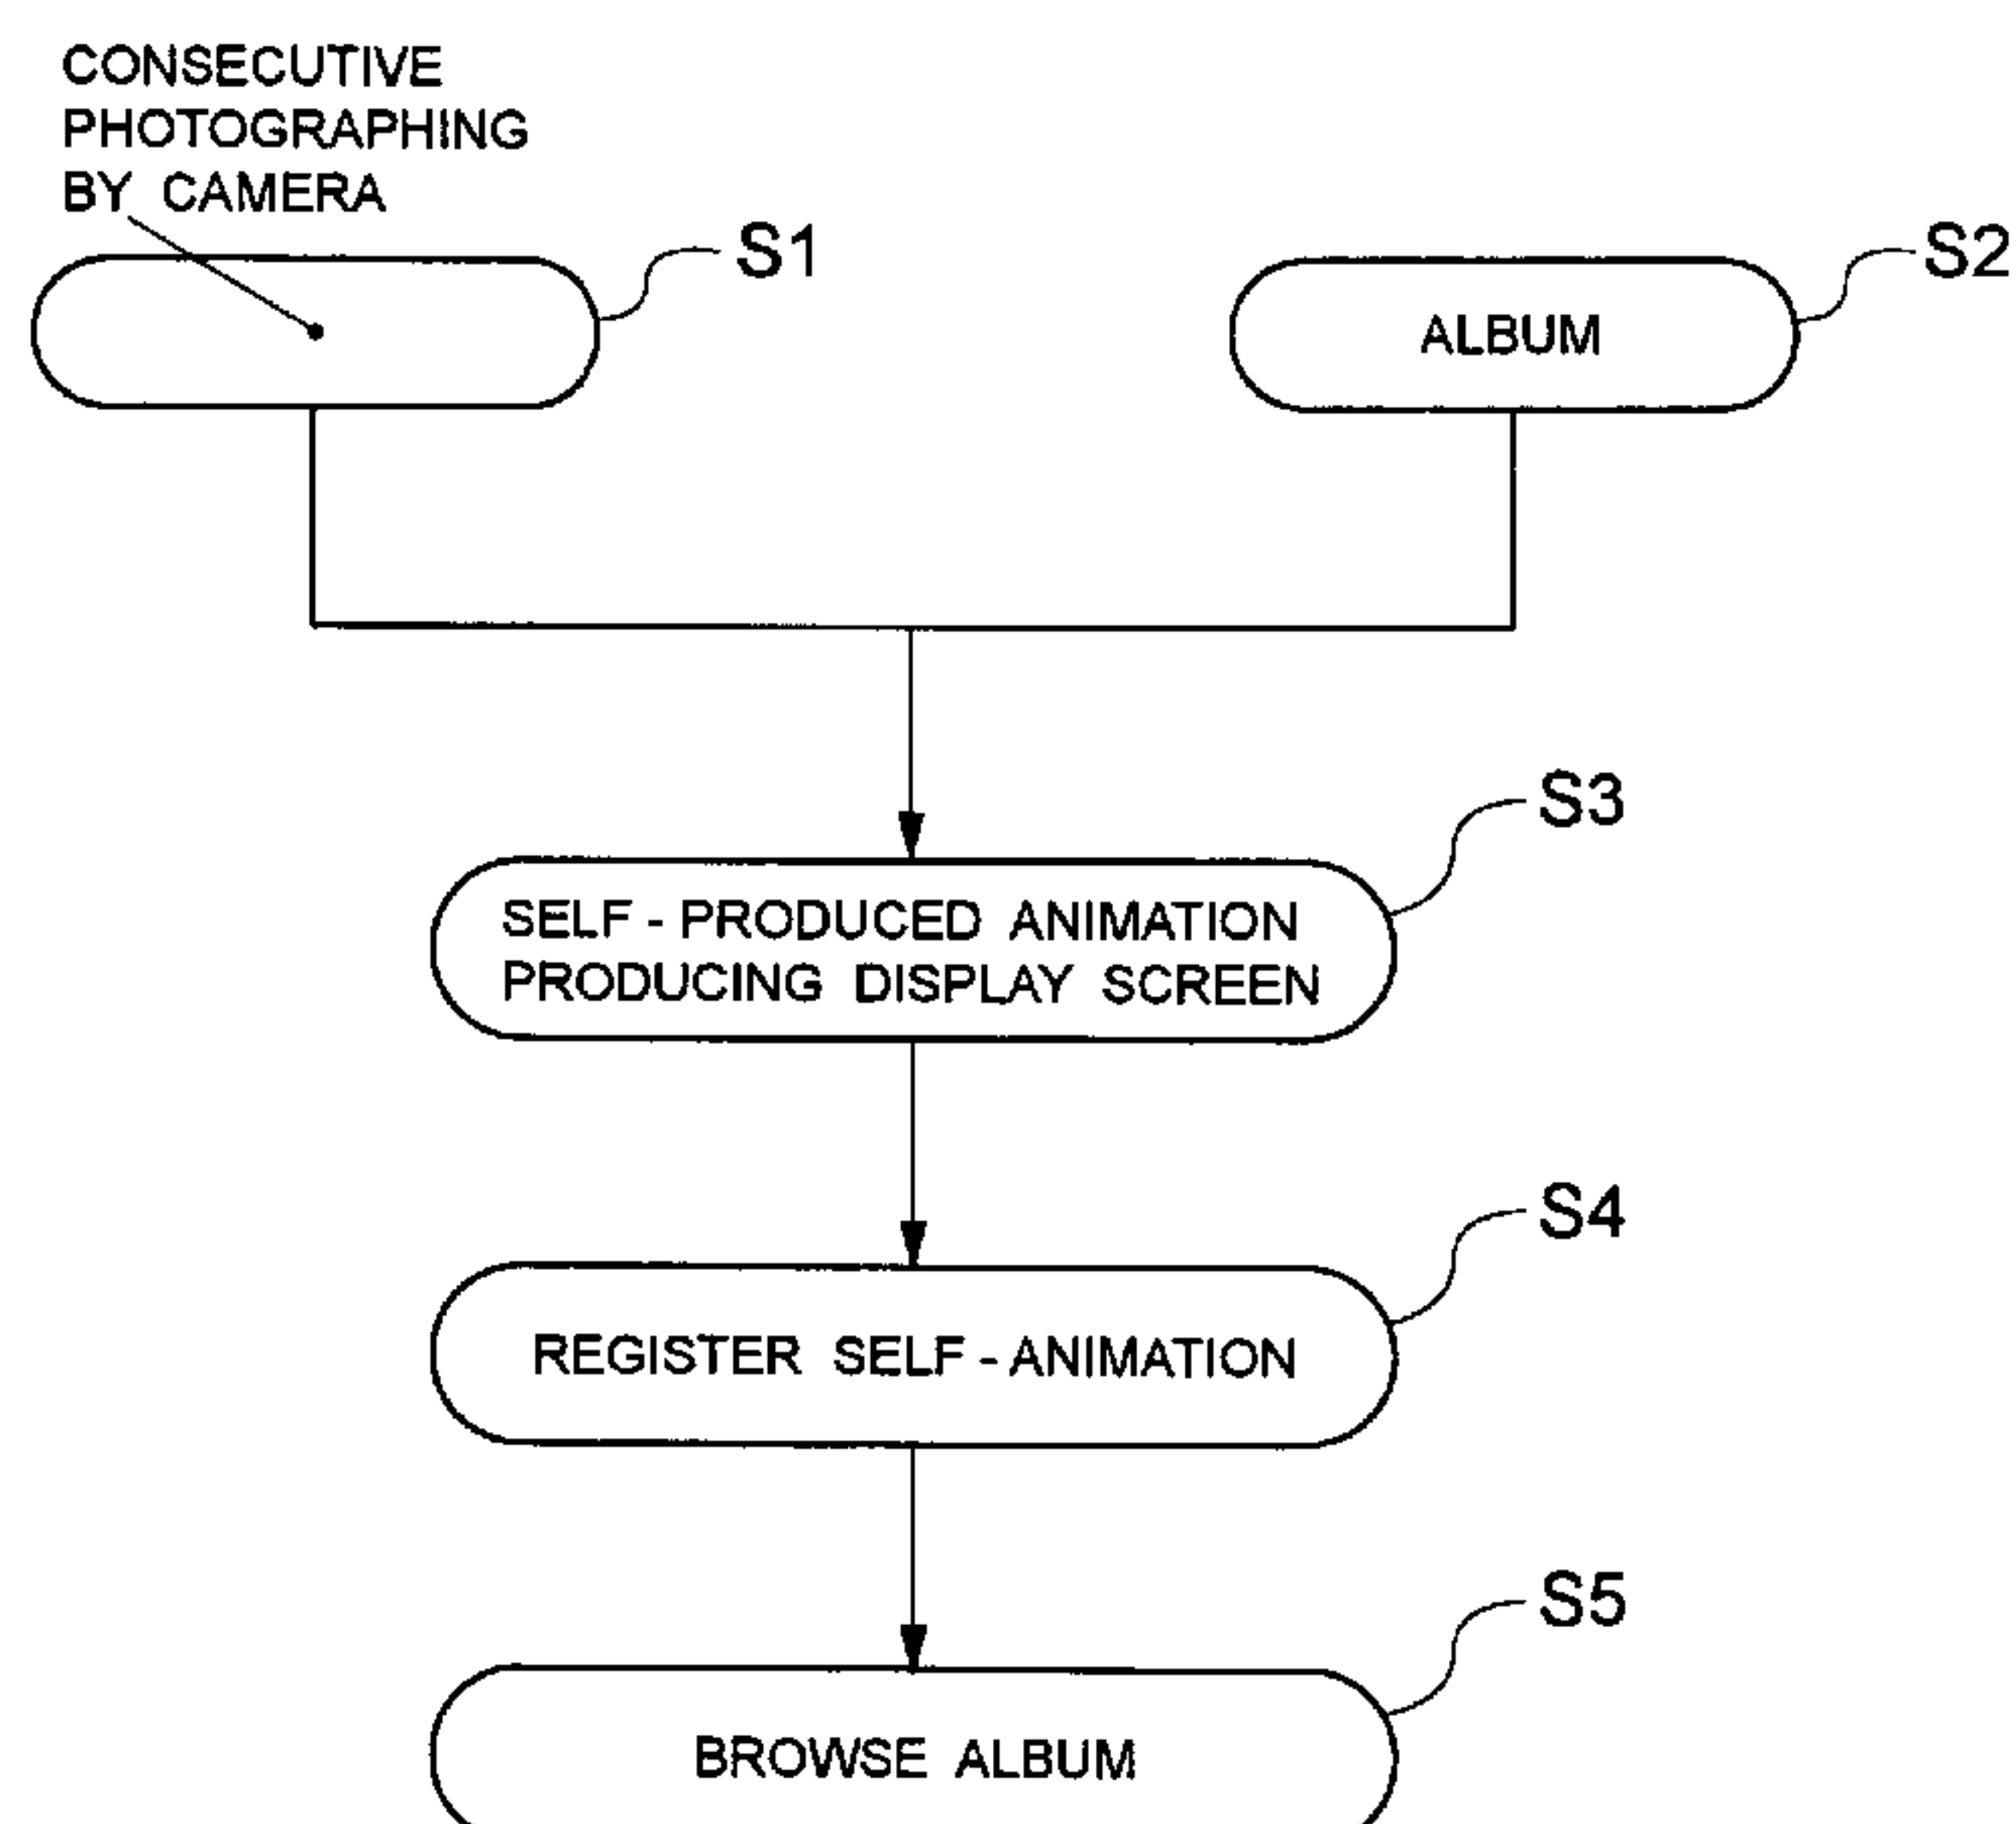 CONSECUTIVE
PHOTOGRAPHING
BY CAMERA
S1
S2
ALBUM
S3
SELF - PRODUCED ANIMATION
PRODUCING DISPLAY SCREEN
S4
REGISTER SELF - ANIMATION
S5
BROWSE ALBUM